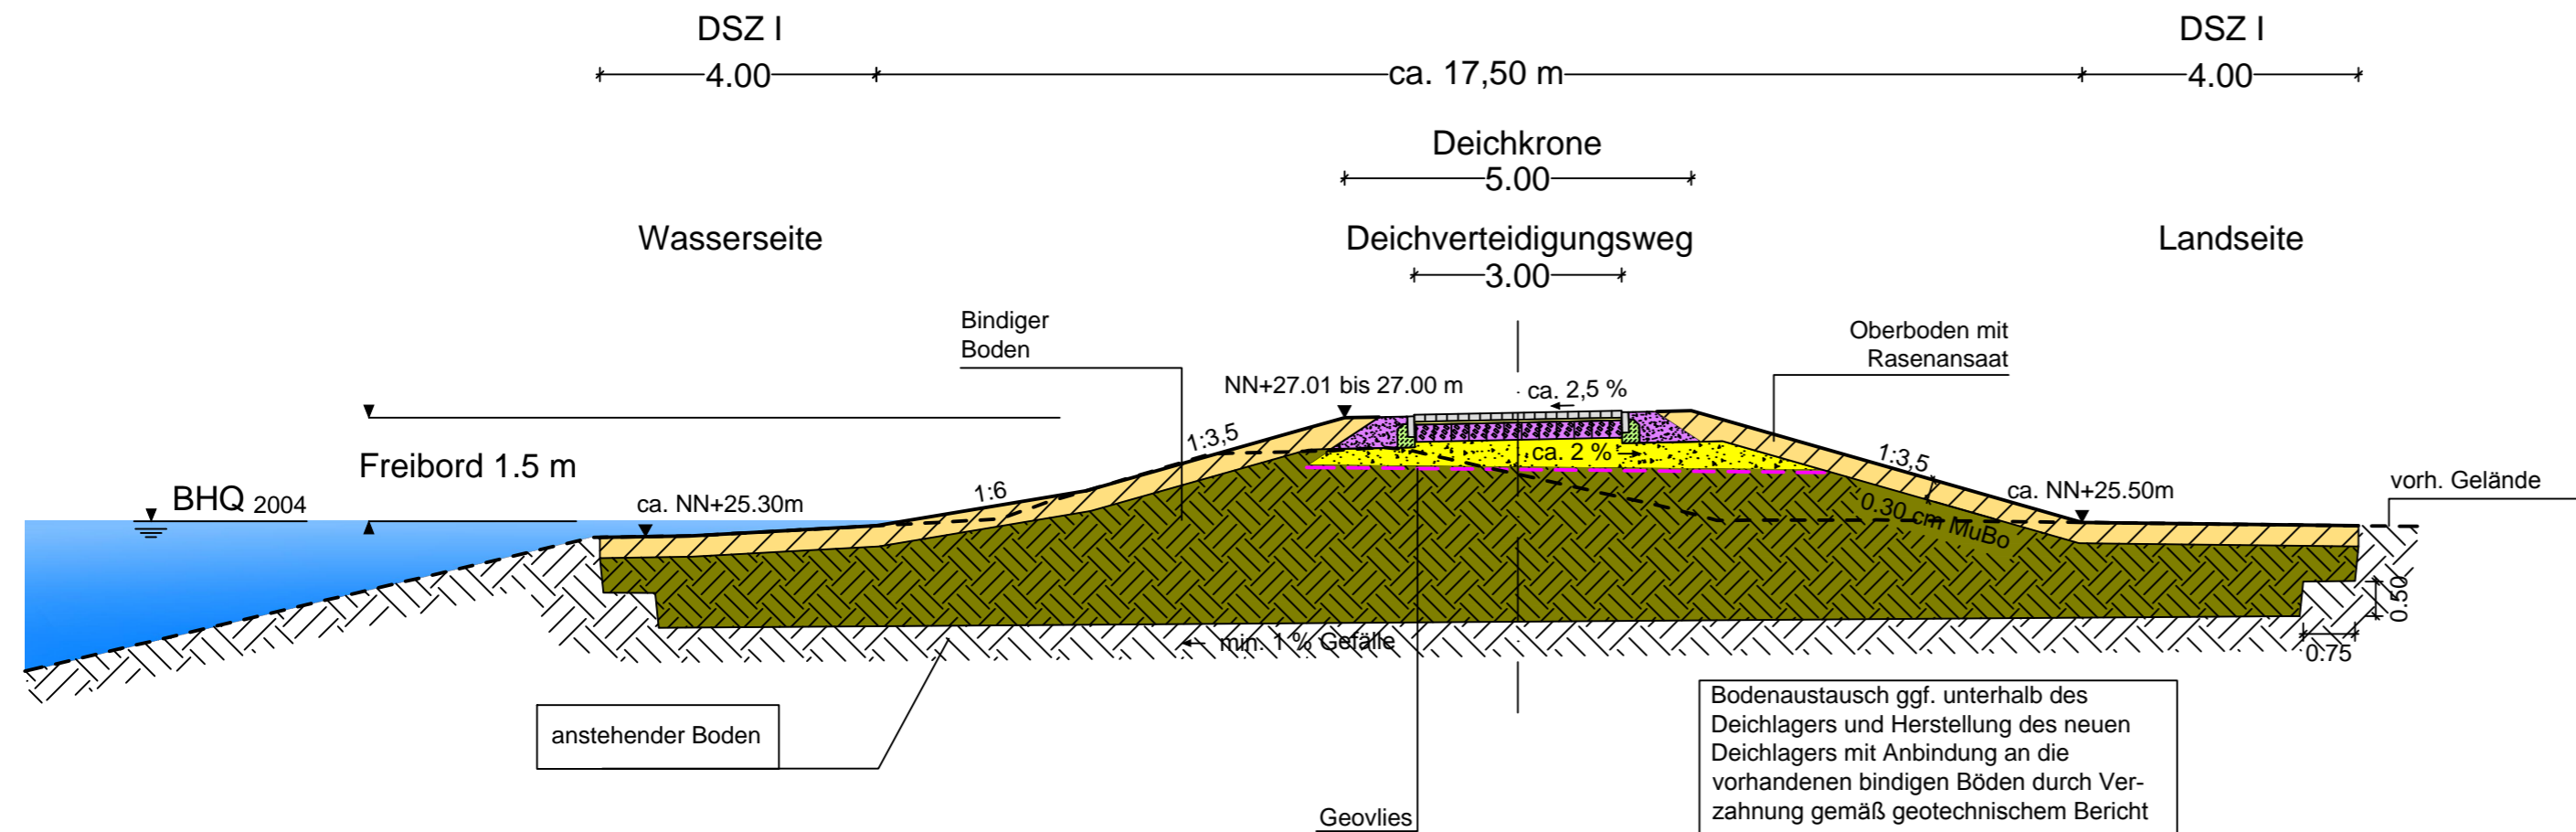 DSZ I
DSZ I
4.00
ca. 17,50 m
4.00
Deichkrone
5.00
Wasserseite
Deichverteidigungsweg
Landseite
3.00
Bindiger
Boden
Oberboden mit
Rasenansaat
NN+27.01 bis 27.00 m
ca. 2,5 %
1:3,5
Freibord 1.5 m
ca. 2 %
1:3,5
BHQ 2004
ca. NN+25.30m
1:6
0.30 cm MuBo
ca. NN+25.50m
vorh. Gelände
0.50
min. 1 % Gefälle
0.75
anstehender Boden
Bodenaustausch ggf. unterhalb des
Deichlagers und Herstellung des neuen
Deichlagers mit Anbindung an die
vorhandenen bindigen Böden durch Ver-
zahnung gemäß geotechnischem Bericht
Geovlies